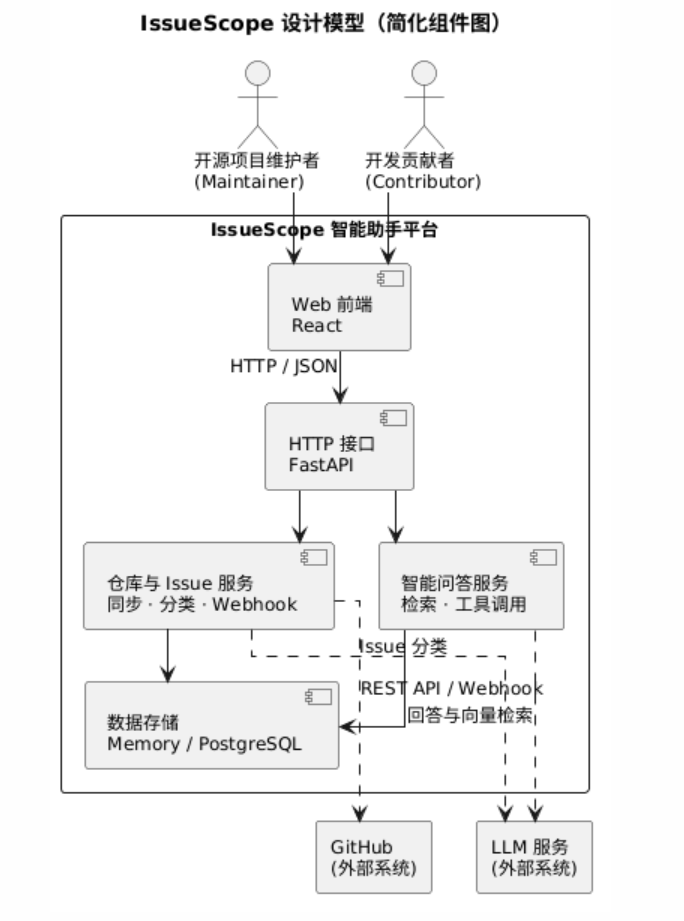 IssueScope 设计模型（简化组件图）
开源项目维护者
(Maintainer)
开发贡献者
(Contributor)
IssueScope 智能助手平台
Web 前端
React
HTTP / JSON
HTTP 接口
FastAPI
仓库与 Issue 服务
同步 · 分类 · Webhook
智能问答服务
检索 · 工具调用
Issue 分类
REST API / Webhook
回答与向量检索
数据存储
Memory / PostgreSQL
GitHub
(外部系统)
LLM 服务
(外部系统)